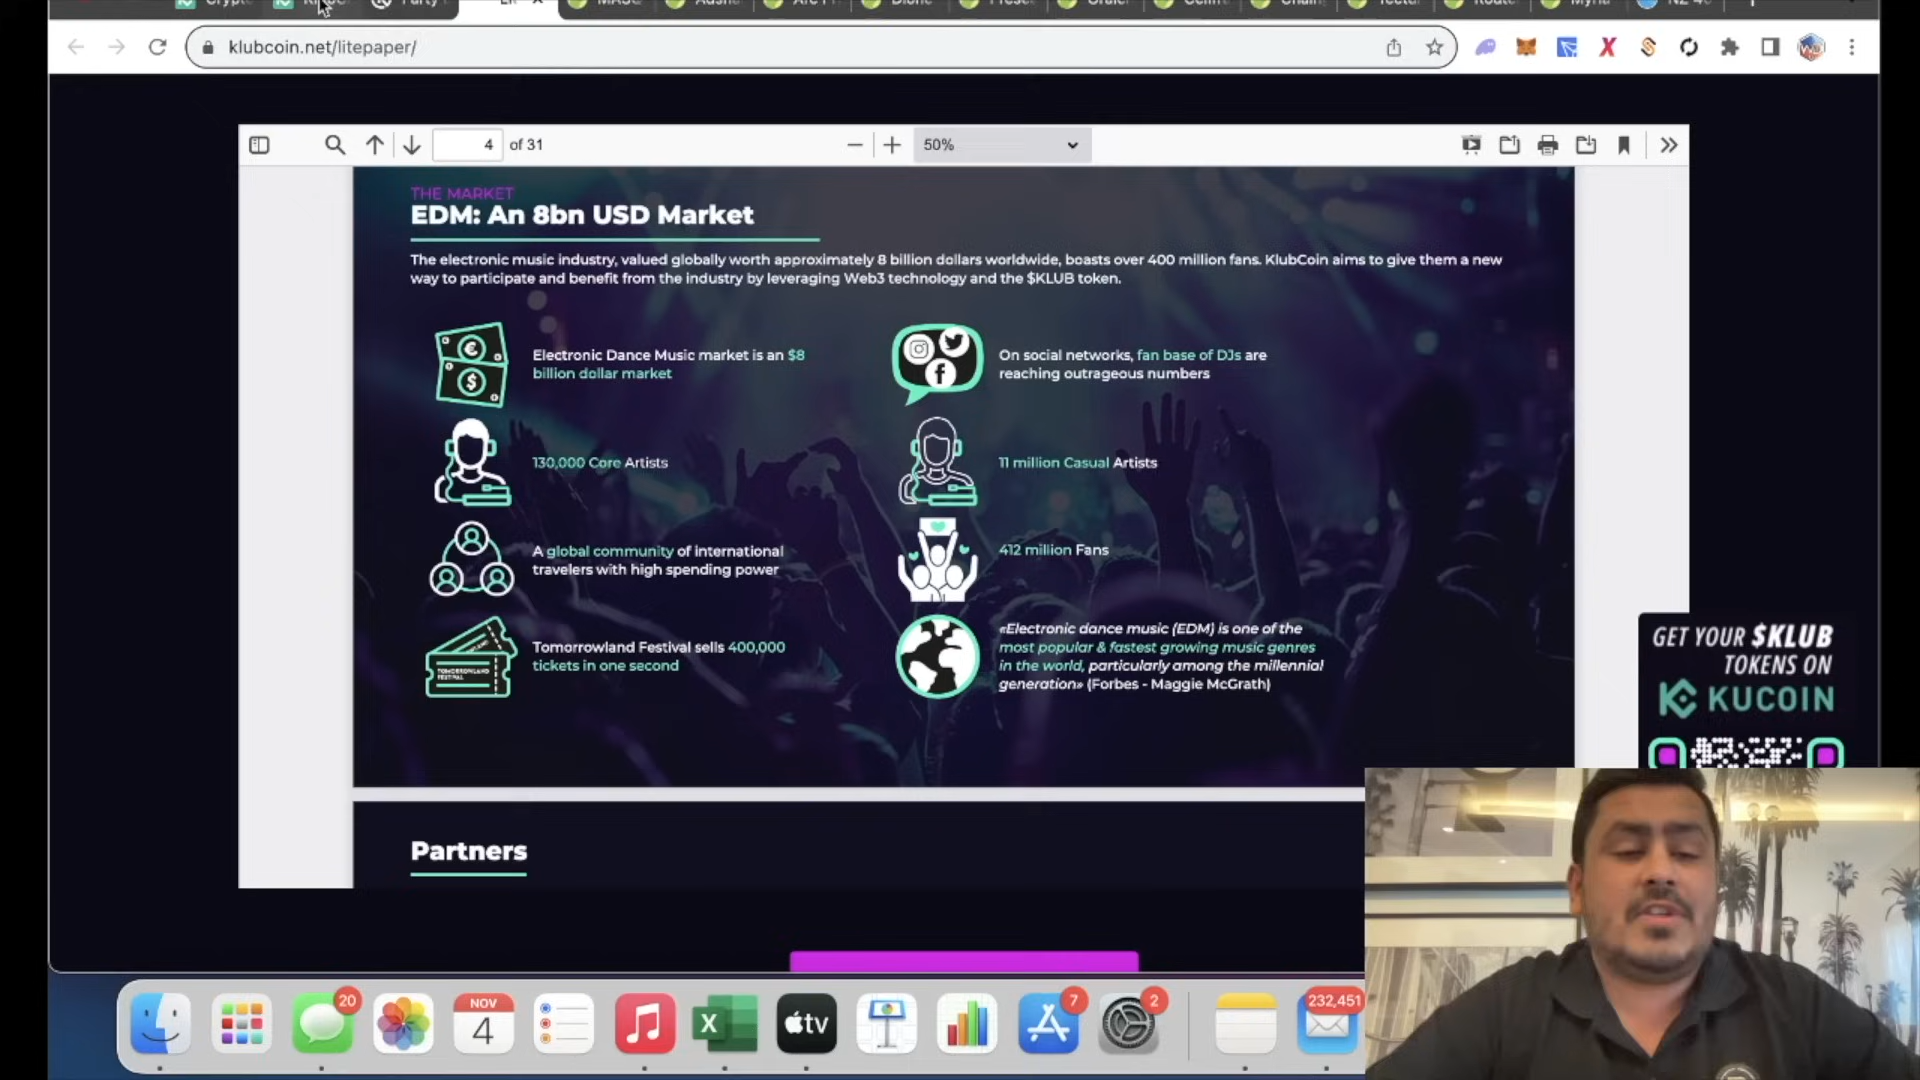 klubcoin.net/litepaper/
4 of 31
50%
THE MARKET
EDM: An 8bn USD Market
The electronic music industry, valued globally worth approximately 8 billion dollars worldwide, boasts over 400 million fans. KlubCoin aims to give them a new
way to participate and benefit from the industry by leveraging Web3 technology and the $KLUB token.
Electronic Dance Music market is an $8
billion dollar market
On social networks, fan base of DJs are
reaching outrageous numbers
130,000 Core Artists
11 million Casual Artists
A global community of international
travelers with high spending power
412 million Fans
TOMORROWLAND
FESTIVAL
Tomorrowland Festival sells 400,000
tickets in one second
«Electronic dance music (EDM) is one of the
most popular & fastest growing music genres
in the world, particularly among the millennial
generation» (Forbes - Maggie McGrath)
GET YOUR $KLUB
TOKENS ON
KUCOIN
Partners
20
NOV
4
X
tv
7
2
232,451